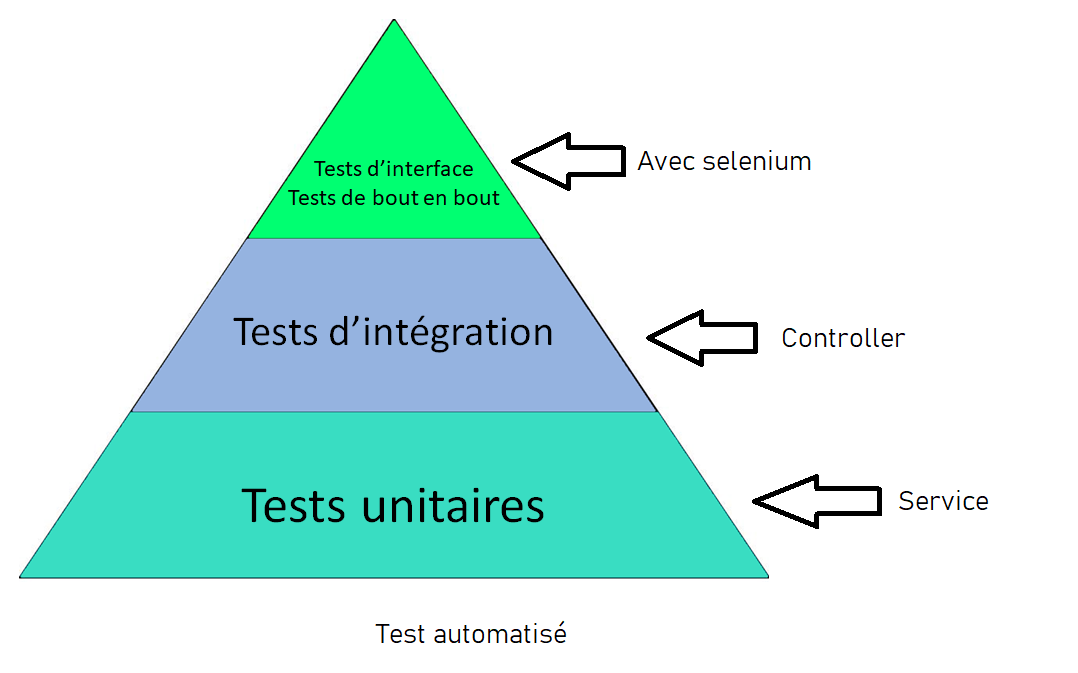 Tests d’interface
Tests de bout en bout
Avec selenium
Tests d’intégration
Controller
Tests unitaires
Service
Test automatisé